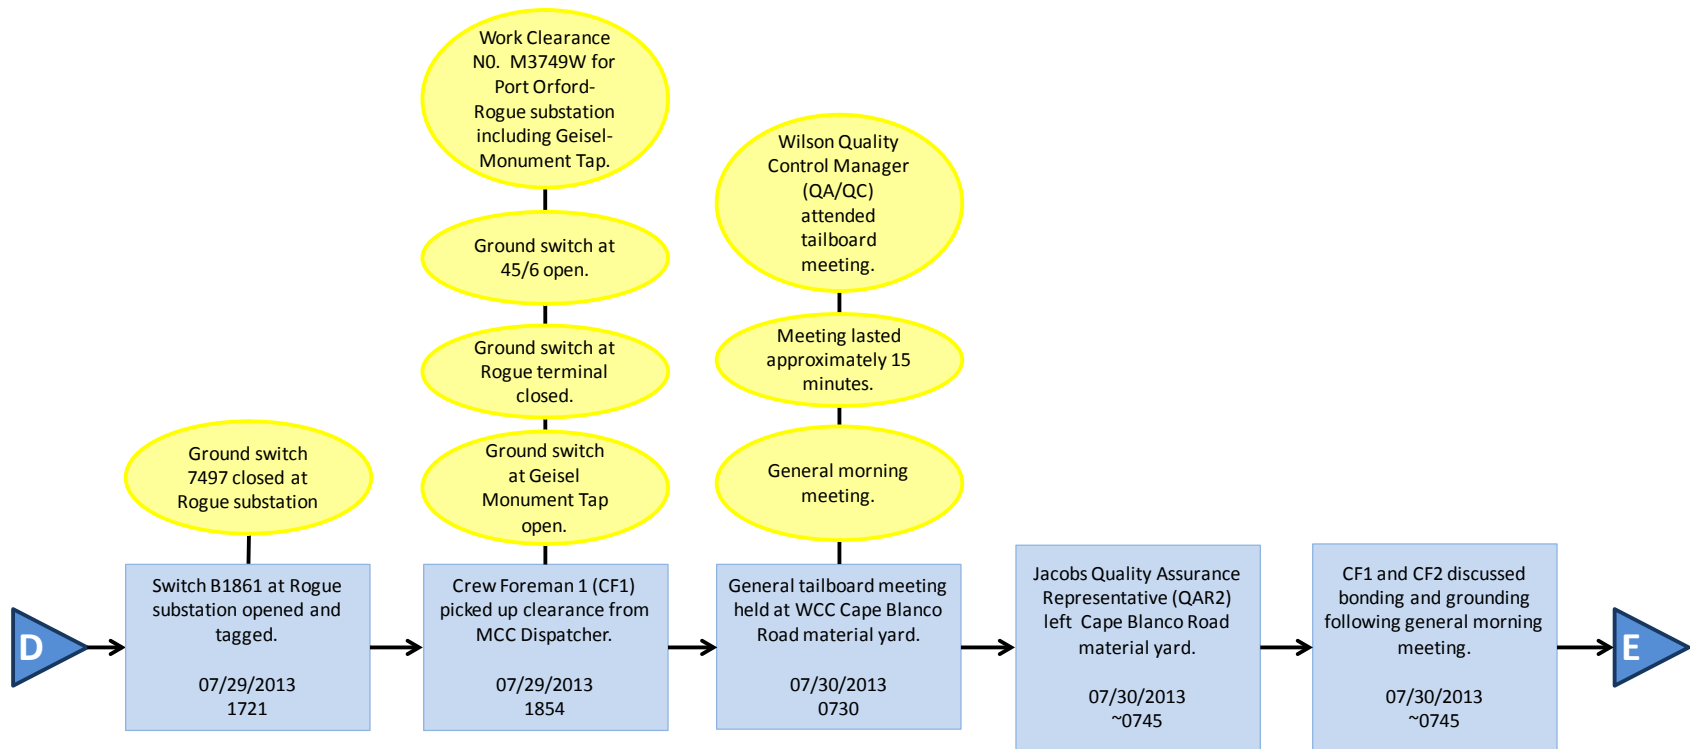 Work Clearance
N0.  M3749W for
Port Orford-
Rogue substation
including Geisel-
Monument Tap.
Ground switch at
45/6 open.
Ground switch at
Rogue terminal
closed.
Ground switch
at Geisel
Monument Tap
open.
Wilson Quality
Control Manager
(QA/QC)
attended
tailboard
meeting.
Meeting lasted
approximately 15
minutes.
General morning
meeting.
Ground switch
7497 closed at
Rogue substation
D
Switch B1861 at Rogue
substation opened and
tagged.
07/29/2013
1721
Crew Foreman 1 (CF1)
picked up clearance from
MCC Dispatcher.
07/29/2013
1854
General tailboard meeting
held at WCC Cape Blanco
Road material yard.
07/30/2013
0730
Jacobs Quality Assurance
Representative (QAR2)
left  Cape Blanco Road
material yard.
07/30/2013
~0745
CF1 and CF2 discussed
bonding and grounding
following general morning
meeting.
07/30/2013
~0745
E